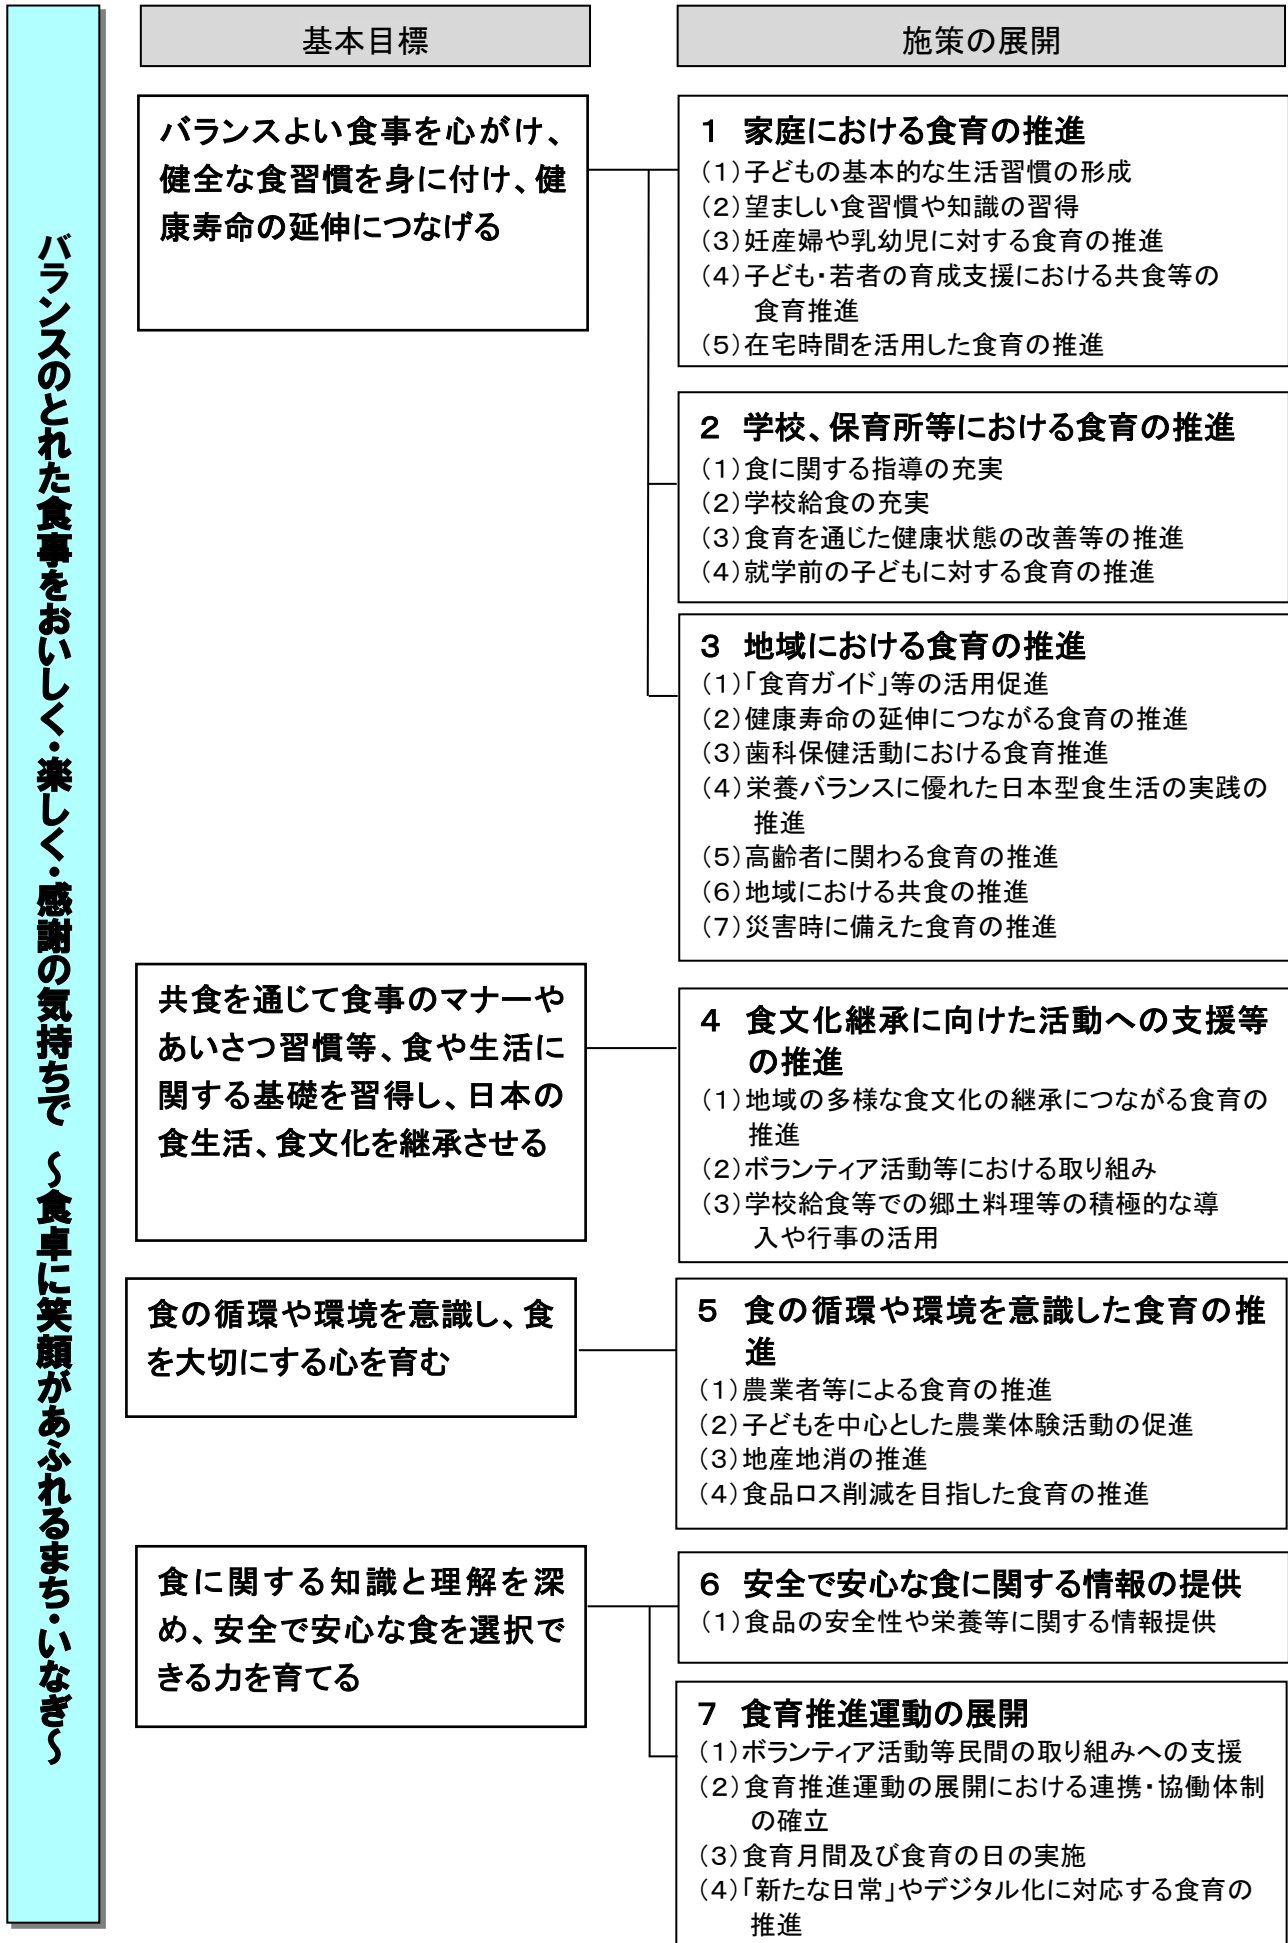 バランスのとれた食事をおいしく・楽しく・感謝の気持ちで　～食卓に笑顔があふれるまち・いなぎ～
基本目標
施策の展開
バランスよい食事を心がけ、
健全な食習慣を身に付け、健
康寿命の延伸につなげる
1　家庭における食育の推進
（1）子どもの基本的な生活習慣の形成
（2）望ましい食習慣や知識の習得
（3）妊産婦や乳幼児に対する食育の推進
（4）子ども・若者の育成支援における共食等の
食育推進
（5）在宅時間を活用した食育の推進
2　学校、保育所等における食育の推進
（1）食に関する指導の充実
（2）学校給食の充実
（3）食育を通じた健康状態の改善等の推進
（4）就学前の子どもに対する食育の推進
3　地域における食育の推進
（1）「食育ガイド」等の活用促進
（2）健康寿命の延伸につながる食育の推進
（3）歯科保健活動における食育推進
（4）栄養バランスに優れた日本型食生活の実践の
推進
（5）高齢者に関わる食育の推進
（6）地域における共食の推進
（7）災害時に備えた食育の推進
共食を通じて食事のマナーや
あいさつ習慣等、食や生活に
関する基礎を習得し、日本の
食生活、食文化を継承させる
4　食文化継承に向けた活動への支援等
の推進
（1）地域の多様な食文化の継承につながる食育の
推進
（2）ボランティア活動等における取り組み
（3）学校給食等での郷土料理等の積極的な導
入や行事の活用
食の循環や環境を意識し、食
を大切にする心を育む
5　食の循環や環境を意識した食育の推
進
（1）農業者等による食育の推進
（2）子どもを中心とした農業体験活動の促進
（3）地産地消の推進
（4）食品ロス削減を目指した食育の推進
食に関する知識と理解を深
め、安全で安心な食を選択で
きる力を育てる
6　安全で安心な食に関する情報の提供
（1）食品の安全性や栄養等に関する情報提供
7　食育推進運動の展開
（1）ボランティア活動等民間の取り組みへの支援
（2）食育推進運動の展開における連携・協働体制
の確立
（3）食育月間及び食育の日の実施
（4）「新たな日常」やデジタル化に対応する食育の
推進